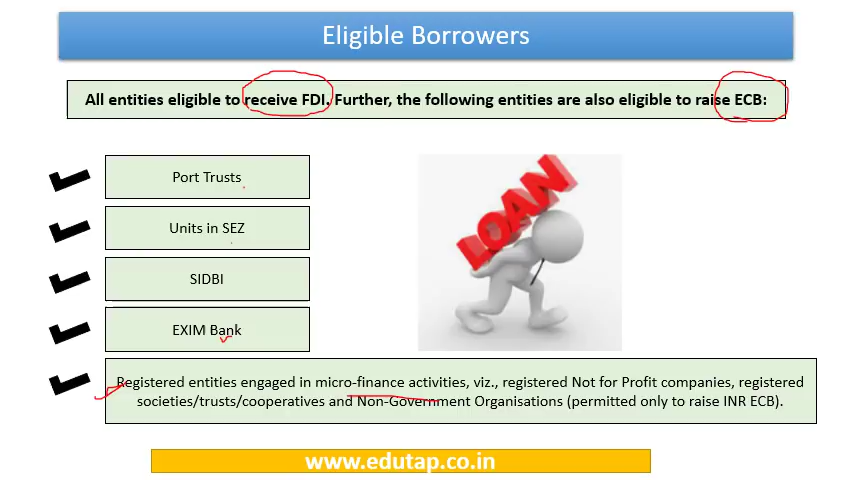 Eligible Borrowers
All entities eligible to receive FDI. Further, the following entities are also eligible to raise ECB:
Port Trusts
Units in SEZ
SIDBI
EXIM Bank
Registered entities engaged in micro-finance activities, viz., registered Not for Profit companies, registered
societies/trusts/cooperatives and Non-Government Organisations (permitted only to raise INR ECB).
LOAN
www.edutap.co.in